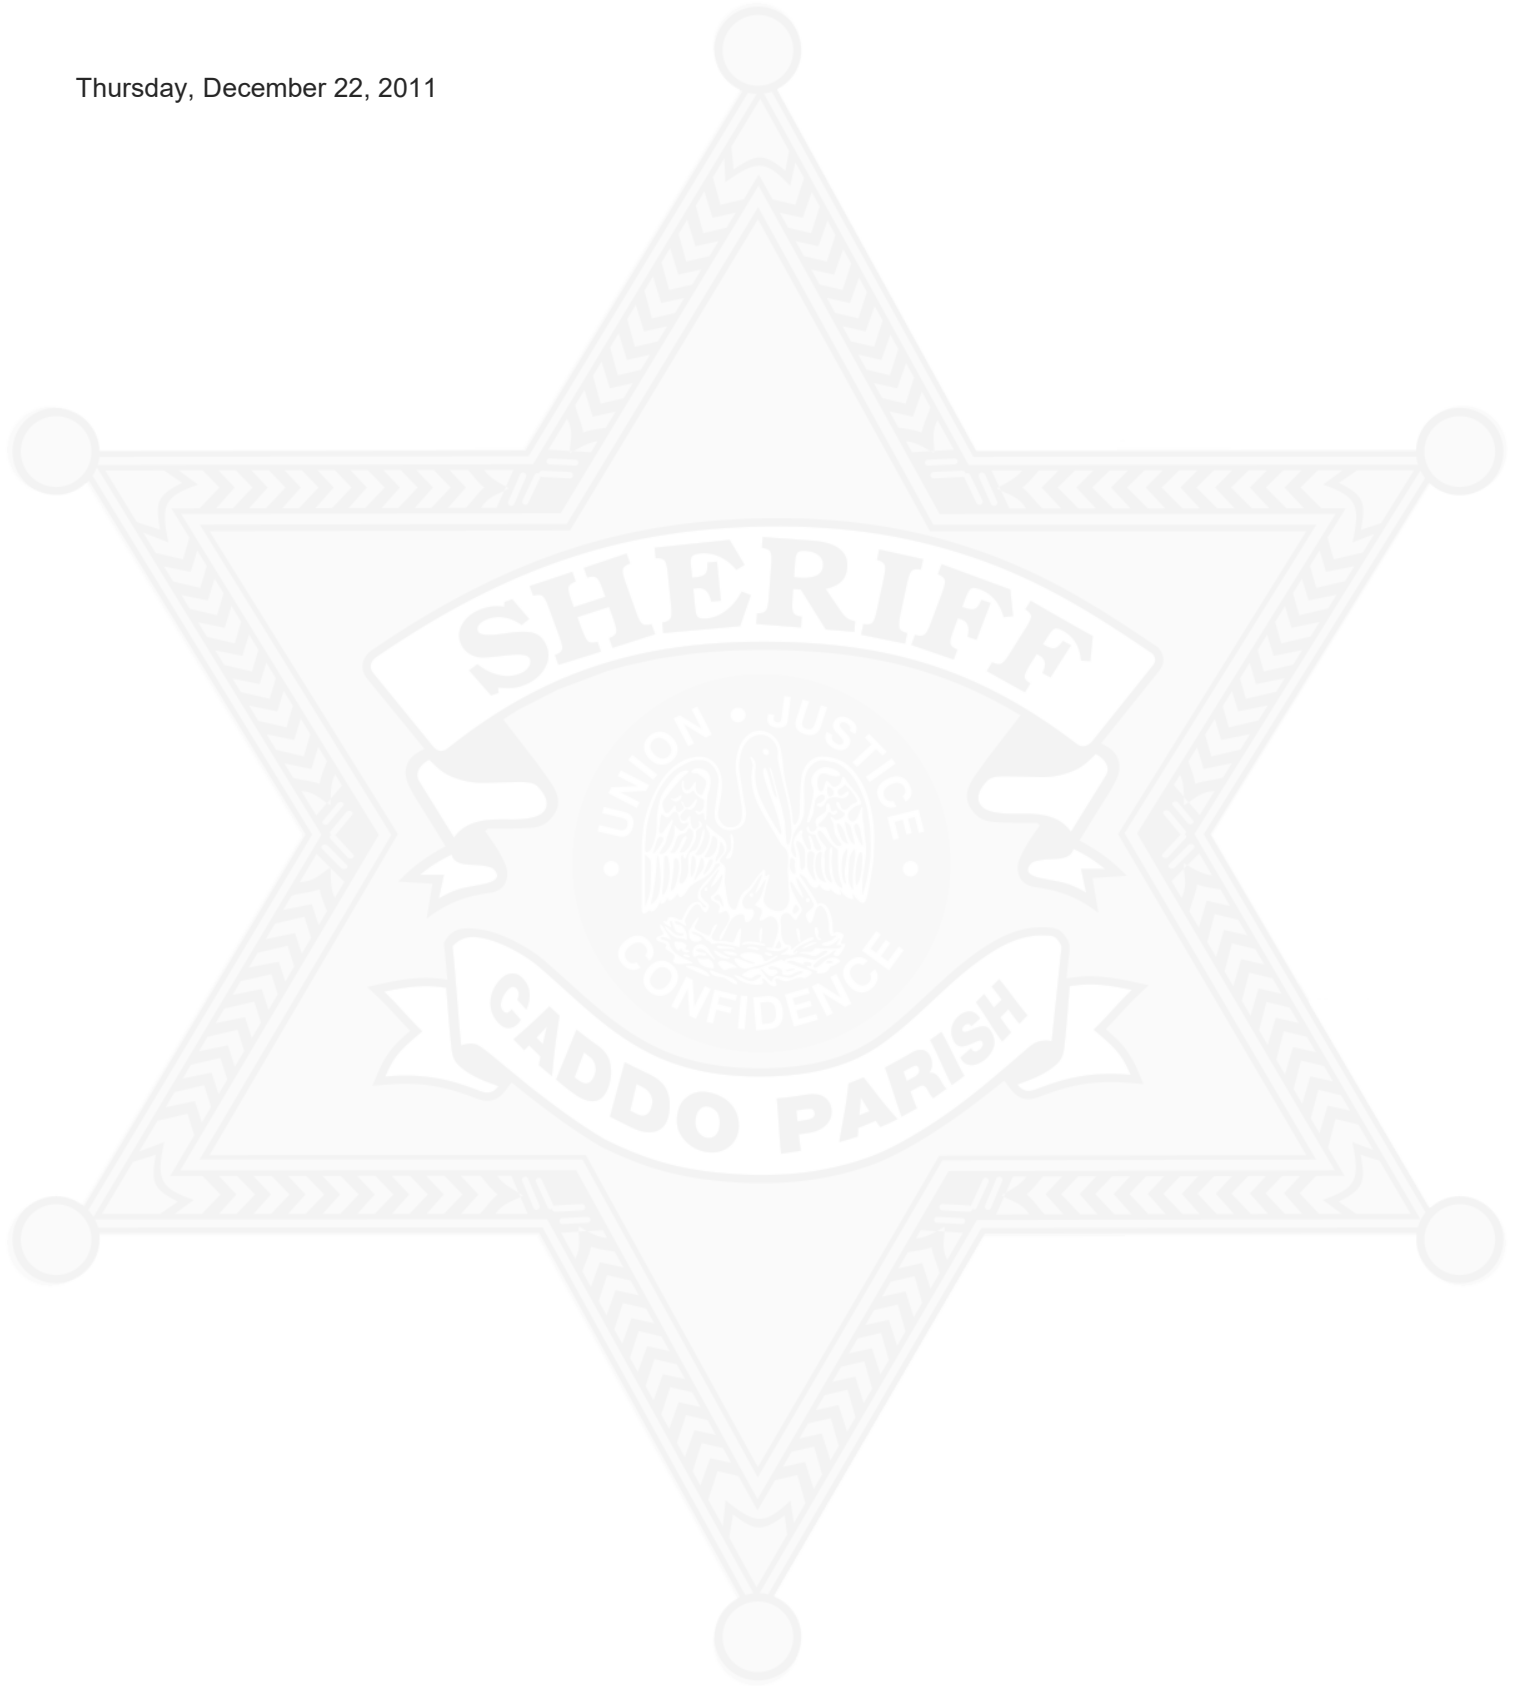 Thursday, December 22, 2011
SHERIFF
UNION • JUSTICE
CONFIDENCE
CADDO PARISH